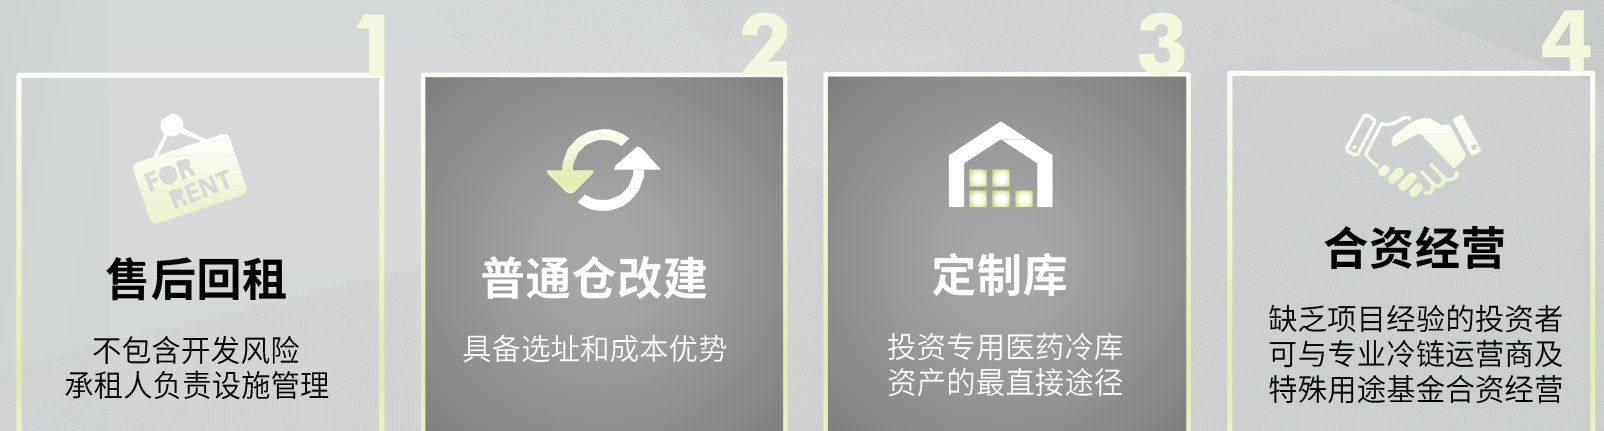 1
FOR
RENT
售后回租
不包含开发风险
承租人负责设施管理
2
普通仓改建
具备选址和成本优势
3
定制库
投资专用医药冷库
资产的最直接途径
4
合资经营
缺乏项目经验的投资者
可与专业冷链运营商及
特殊用途基金合资经营